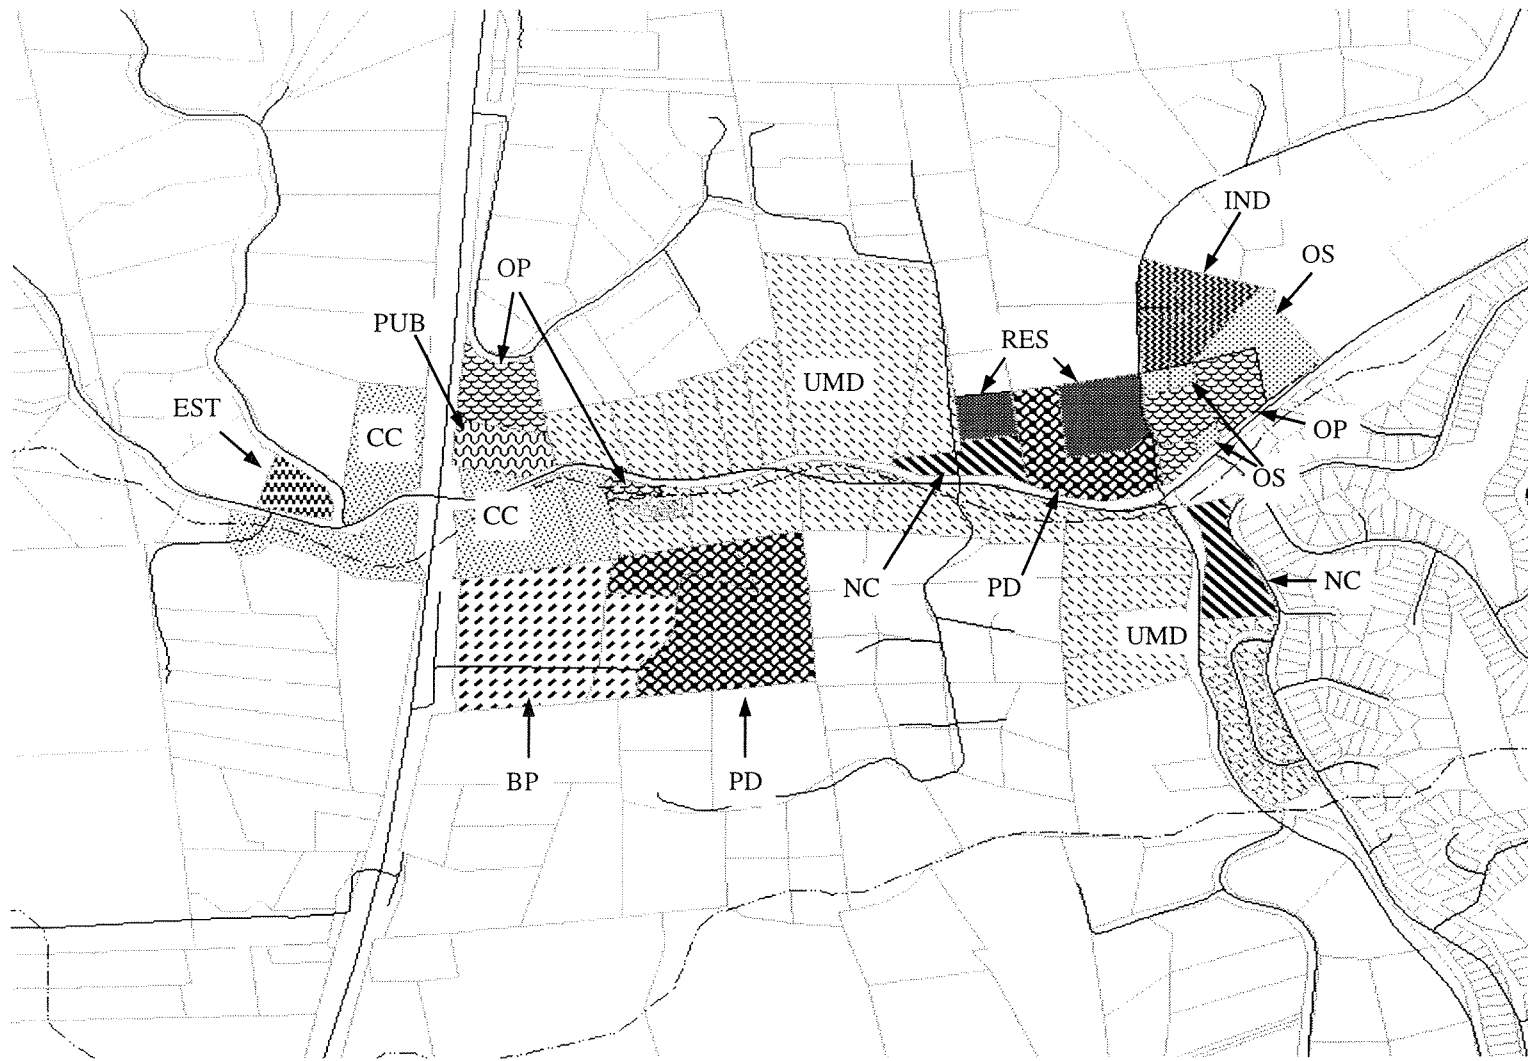 IND
OS
OP
PUB
RES
UMD
EST
CC
OP
OS
CC
NC
PD
NC
UMD
BP
PD